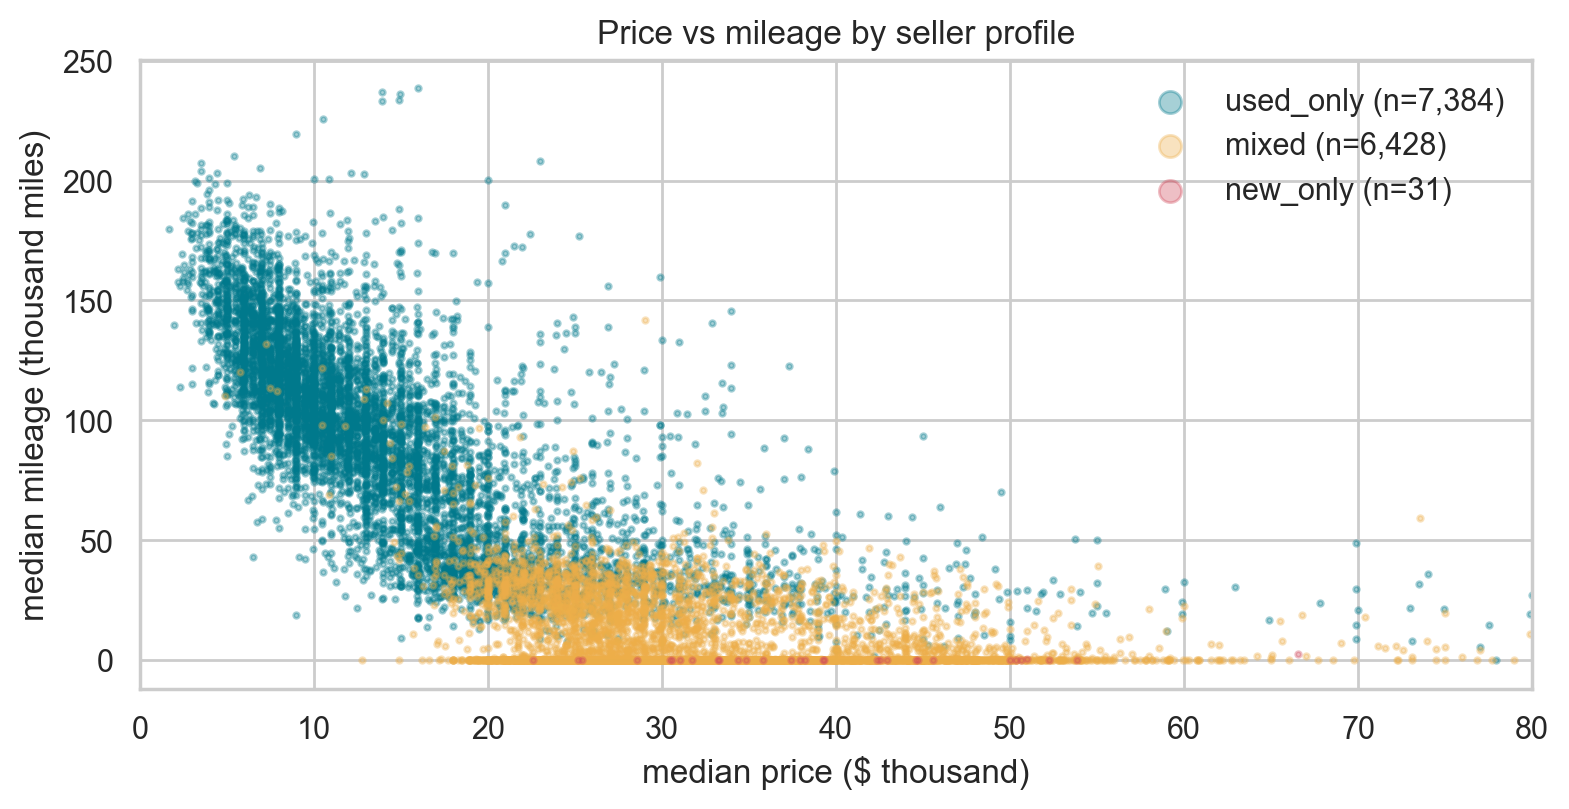 Price vs mileage by seller profile
250
200
150
100
50
0
median mileage (thousand miles)
used_only (n=7,384)
mixed (n=6,428)
new_only (n=31)
0 10 20 30 40 50 60 70 80
median price ($ thousand)